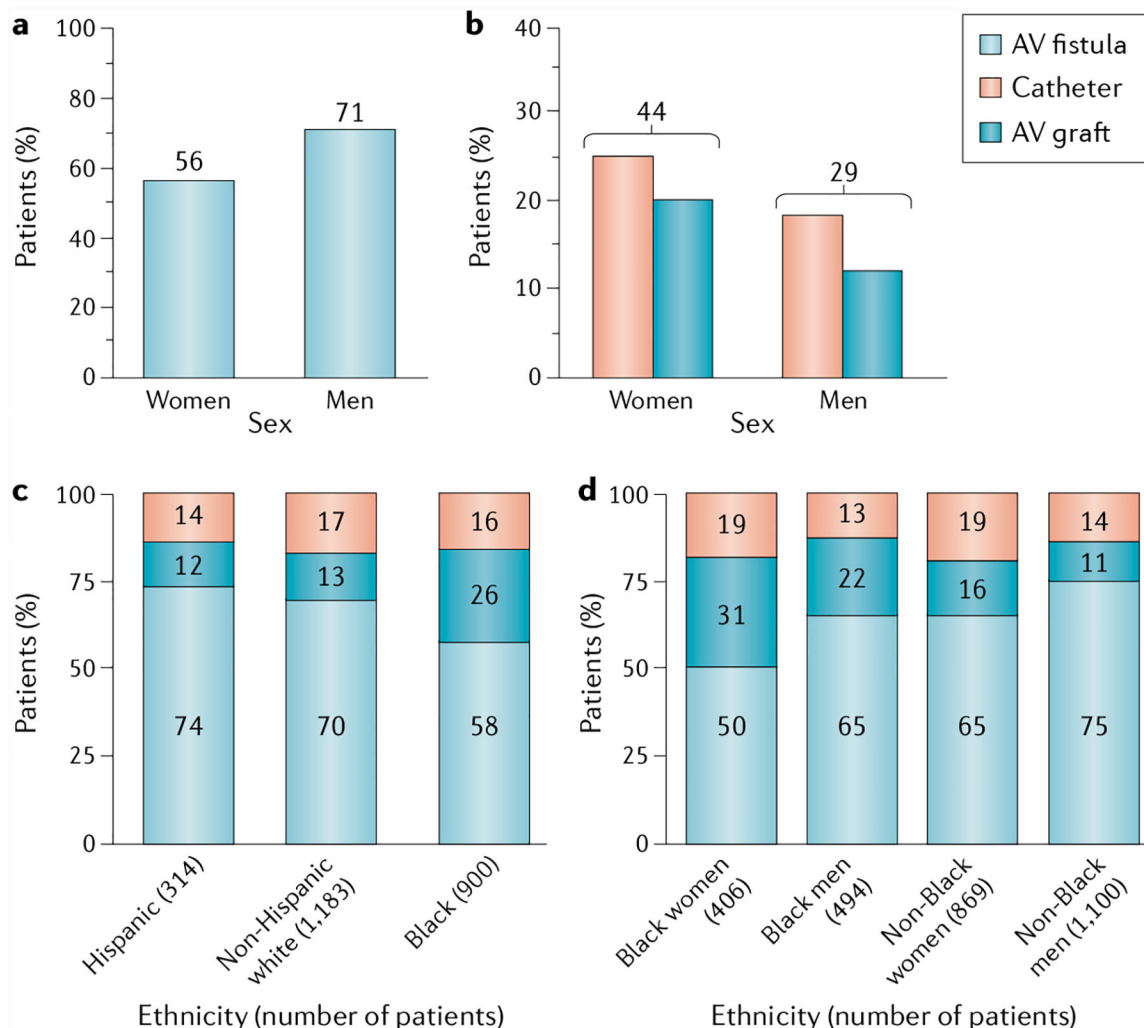 a
100
80
60
40
20
0
Patients (%)
56
71
Women
Men
Sex
b
40
30
20
10
0
Patients (%)
44
29
Women
Men
Sex
AV fistula
Catheter
AV graft
c
100
75
50
25
0
Patients (%)
14
12
74
17
13
70
16
26
58
Hispanic (314)
Non-Hispanic
white (1,183)
Black (900)
Ethnicity (number of patients)
d
100
75
50
25
0
Patients (%)
19
31
50
13
22
65
19
16
65
14
11
75
Black women
(406)
Black men
(494)
Non-Black
women (869)
Non-Black
men (1,100)
Ethnicity (number of patients)